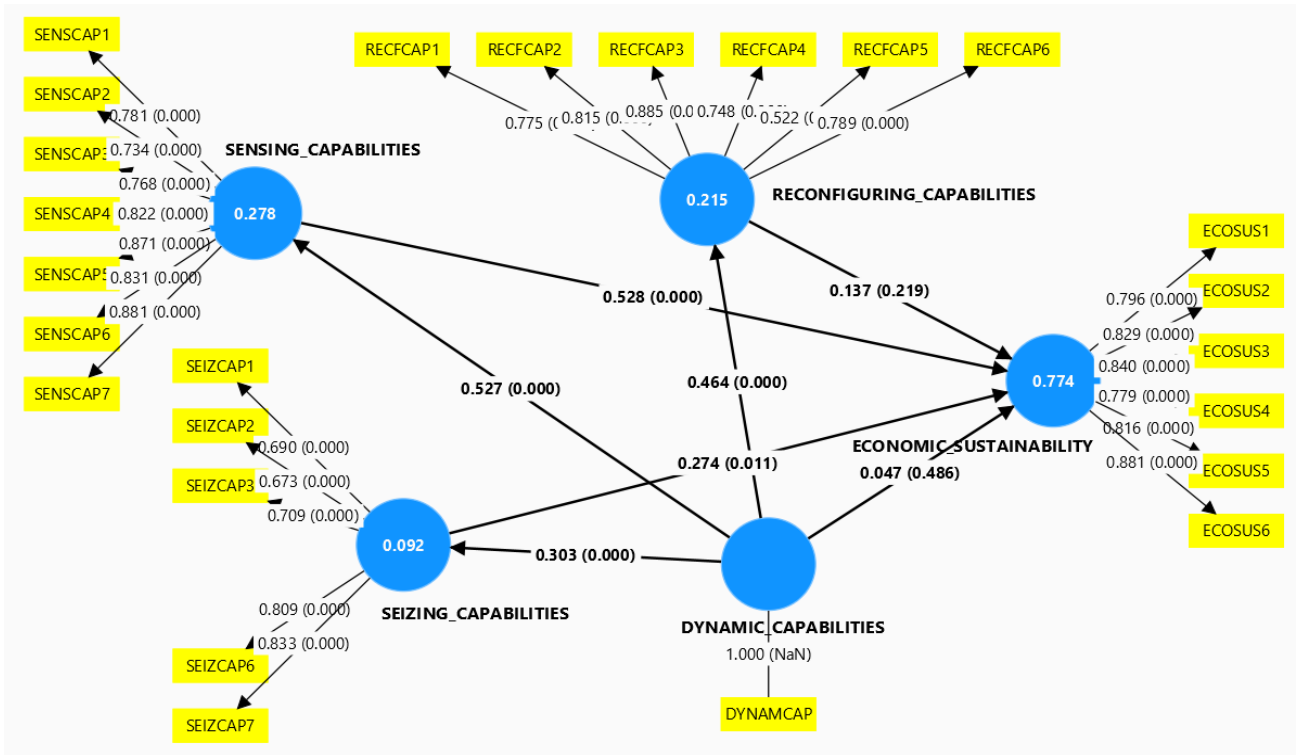 SENSCAP1
SENSCAP2
SENSCAP4
SENSCAP6
SENSCAP7
0.781 (0.000)
0.734 (0.000)
0.768 (0.000)
0.822 (0.000)
0.871 (0.000)
0.831 (0.000)
0.881 (0.000)
SENSING_CAPABILITIES
0.278
RECFCAP1
RECFCAP2
RECFCAP3
RECFCAP4
RECFCAP5
RECFCAP6
0.775
0.815
0.885
0.748
0.522
0.789 (0.000)
0.215
RECONFIGURING_CAPABILITIES
0.528 (0.000)
0.137 (0.219)
0.527 (0.000)
0.464 (0.000)
ECOSUS1
ECOSUS2
ECOSUS3
ECOSUS4
ECOSUS5
ECOSUS6
0.796 (0.000)
0.829 (0.000)
0.840 (0.000)
0.779 (0.000)
0.816 (0.000)
0.881 (0.000)
0.774
ECONOMIC_SUSTAINABILITY
SEIZCAP1
SEIZCAP2
SEIZCAP3
0.690 (0.000)
0.673 (0.000)
0.709 (0.000)
0.274 (0.011)
0.047 (0.486)
0.092
0.303 (0.000)
SEIZING_CAPABILITIES
0.809 (0.000)
0.833 (0.000)
SEIZCAP6
SEIZCAP7
DYNAMIC_CAPABILITIES
1.000 (NaN)
DYNAMCAP